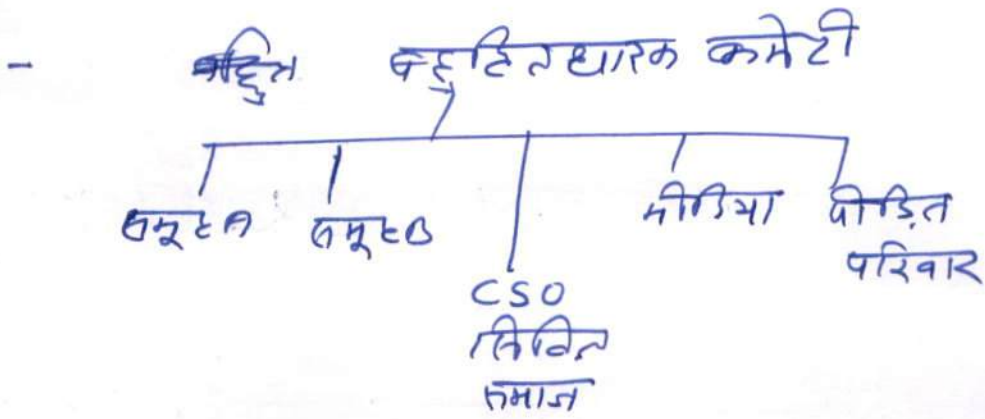 - बहुहितधारक कमेटी
समूह A समूह B मीडिया पीड़ित
परिवार
CSO
सिविल
समाज